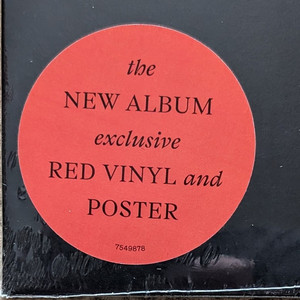 the
NEW ALBUM
exclusive
RED VINYL and
POSTER
7549878